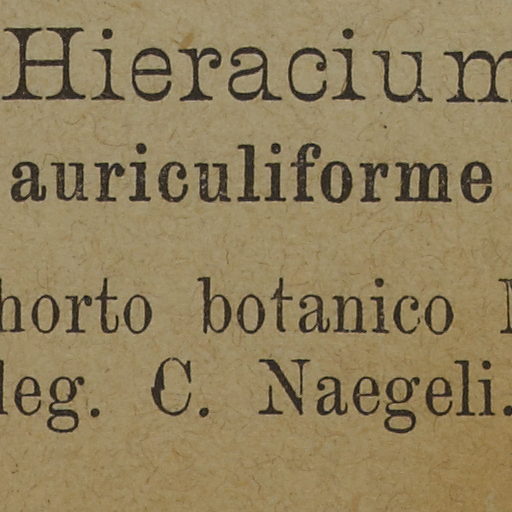 Hieracium
auriculiforme
horto botanico
leg. C. Naegeli.